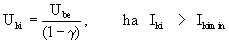 U_ki = U_be / (1 − γ), ha I_ki > I_kimin